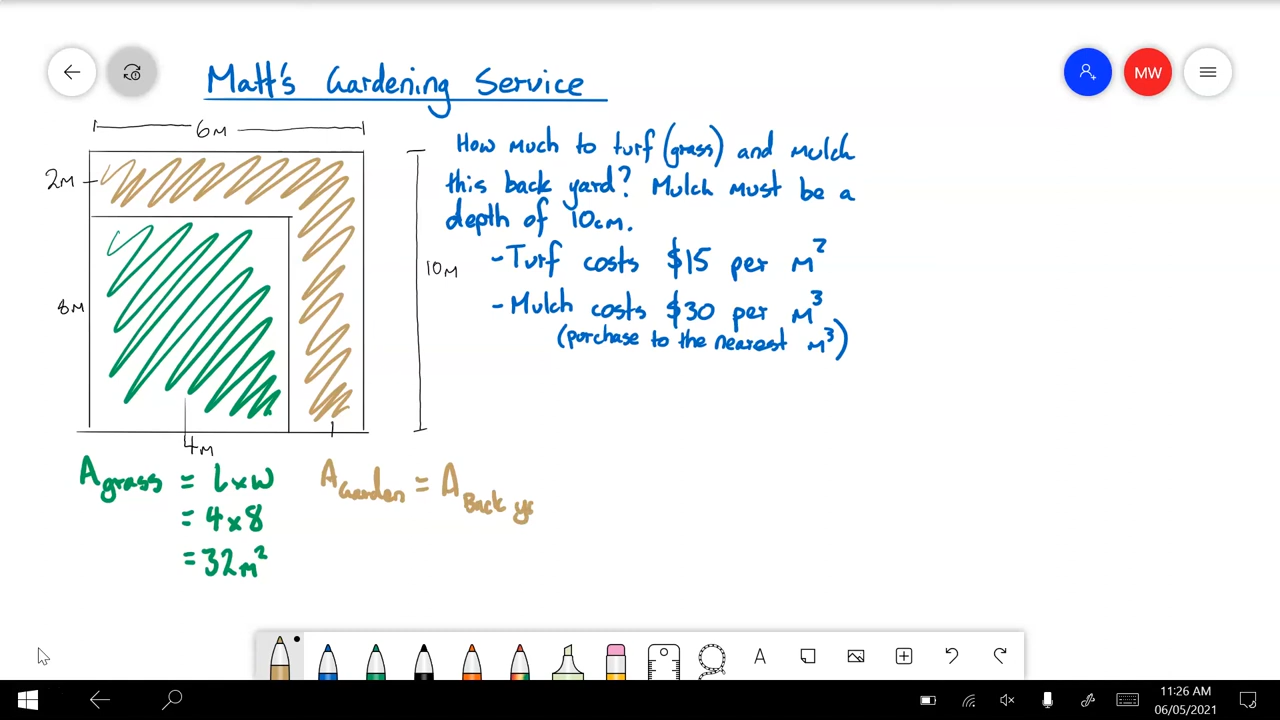 Matt's Gardening Service
MW
6m
How much to turf (grass) and mulch
this back yard? Mulch must be a
depth of 10cm.
2m
- Turf costs $15 per m²
10m
- Mulch costs $30 per m³
8m
(purchase to the nearest m³)
4m
A grass = L x W
= 4 x 8
= 32m²
A Garden = A Back ya
A
11:26 AM
06/05/2021